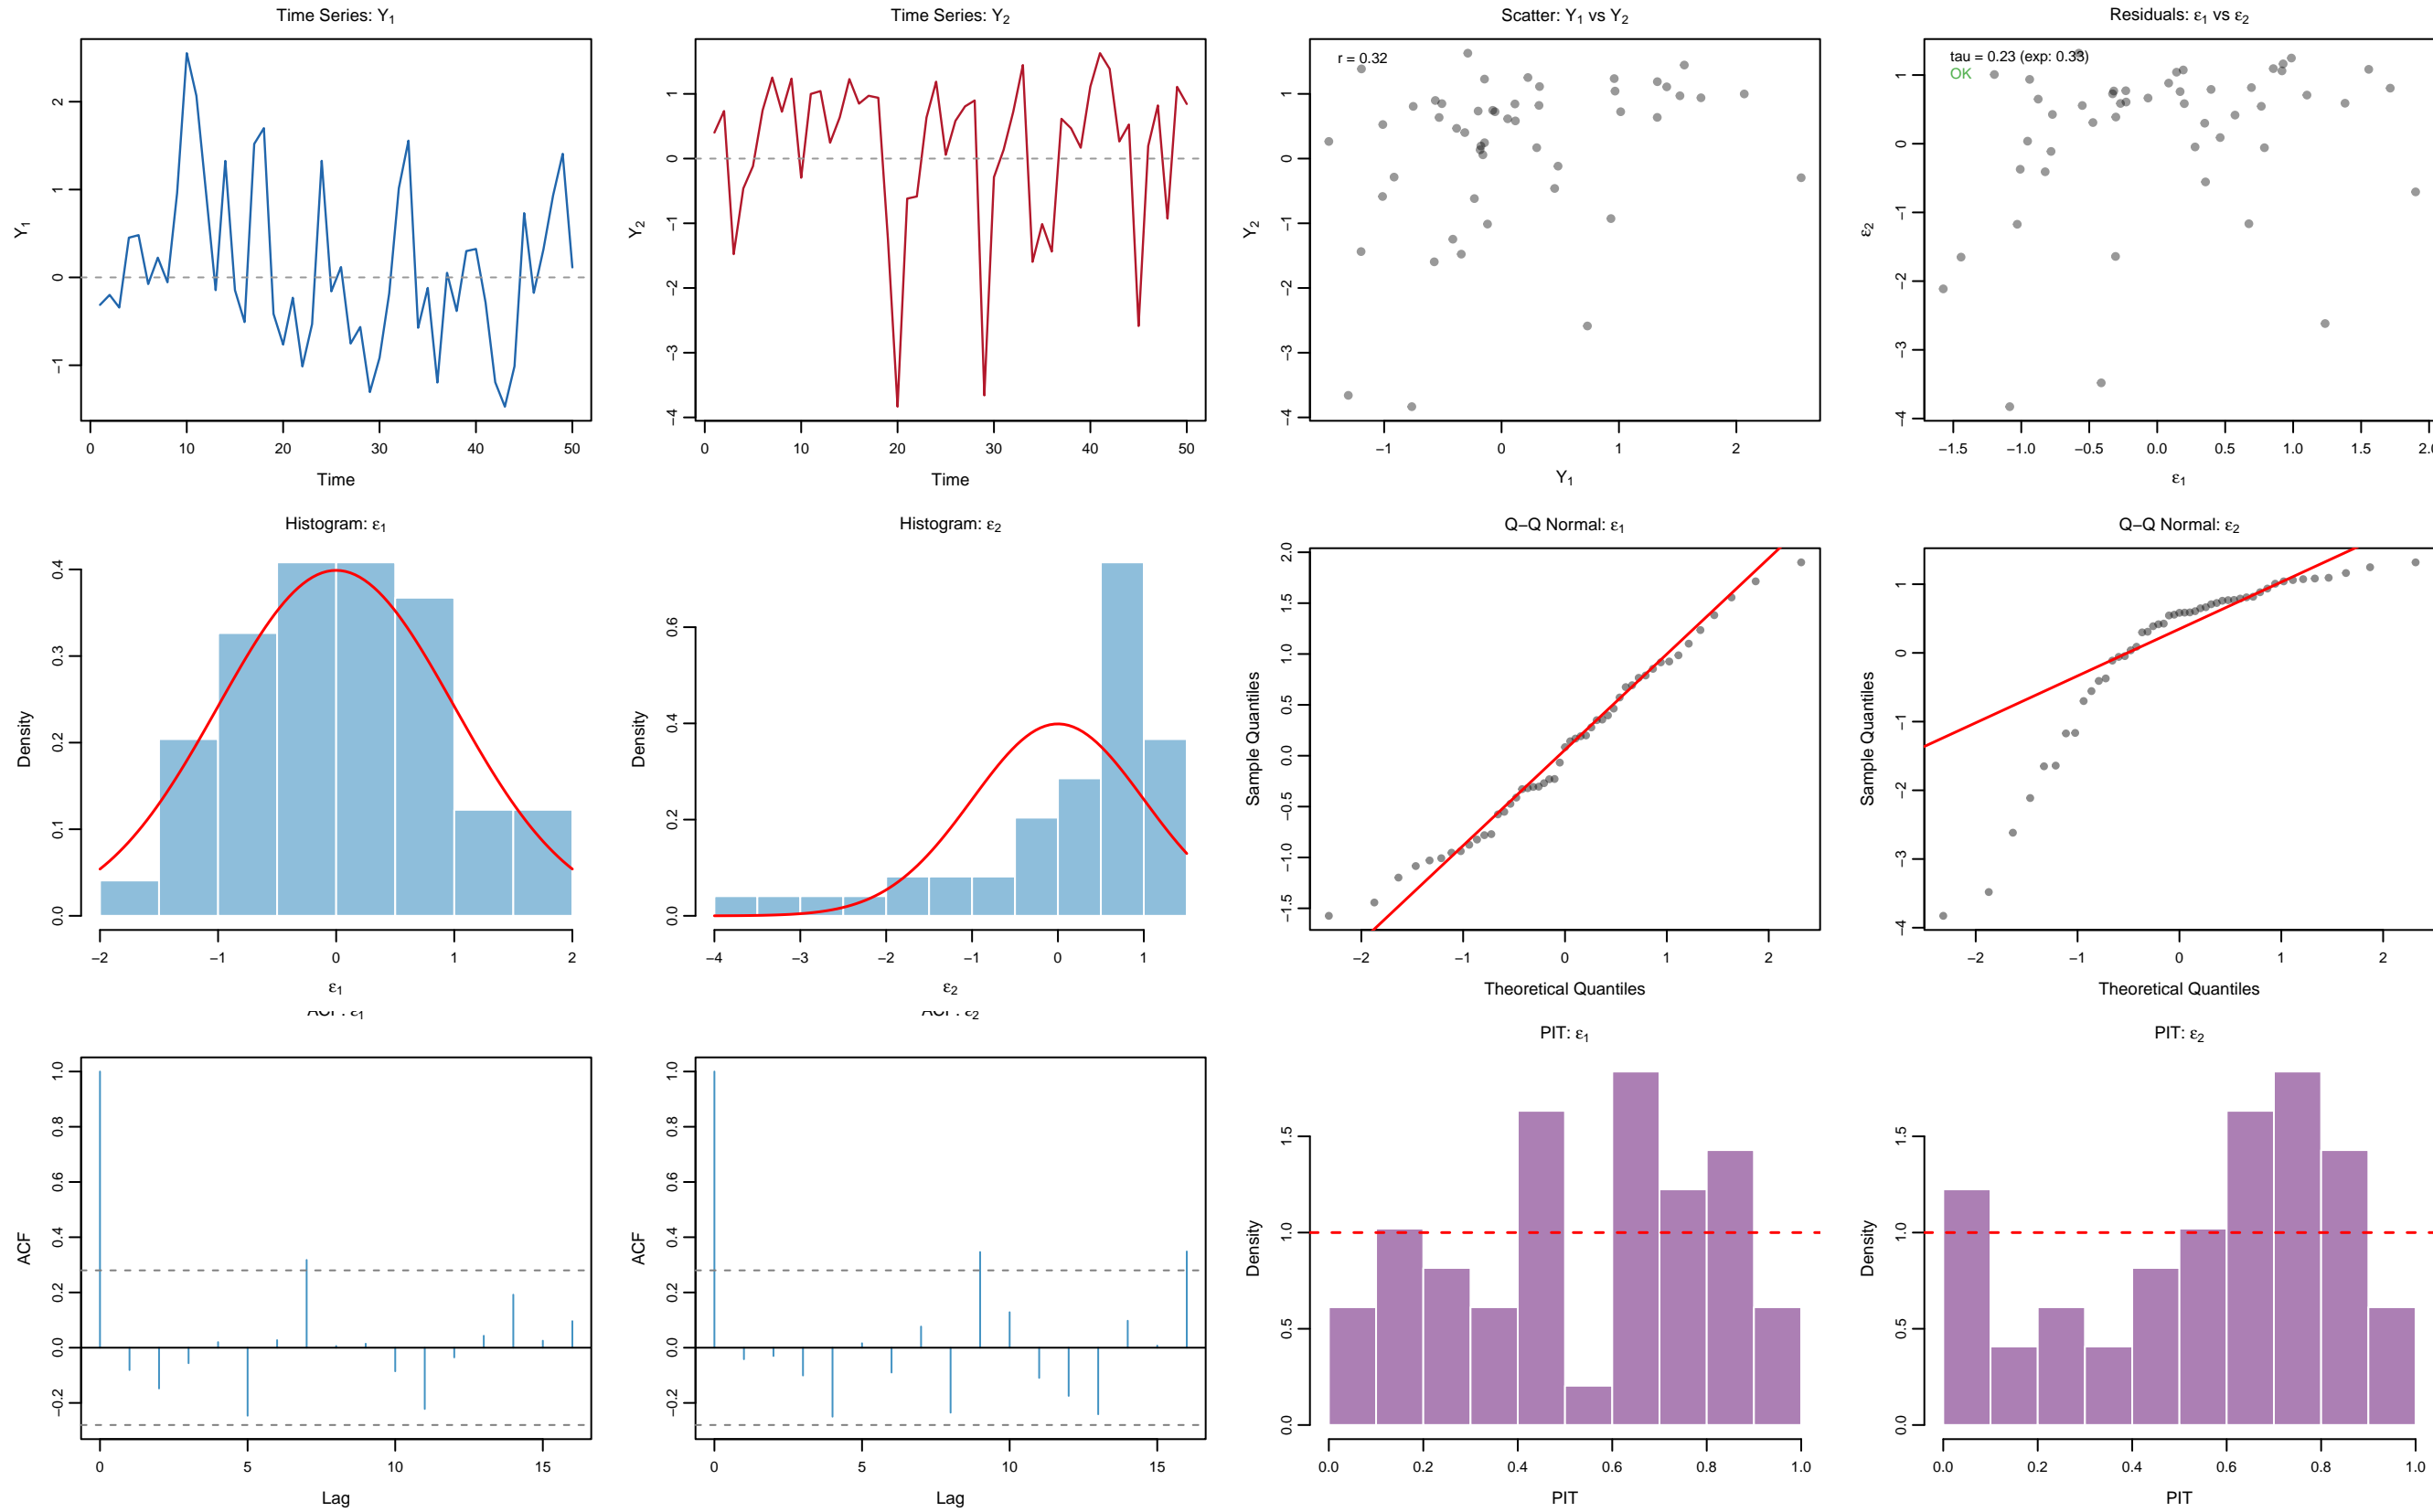 Time Series: Y1
Y1
2
1
0
−1
0 10 20 30 40 50
Time
Time Series: Y2
Y2
1
0
−1
−2
−3
−4
0 10 20 30 40 50
Time
Scatter: Y1 vs Y2
r = 0.32
Y2
1
0
−1
−2
−3
−4
−1 0 1 2
Y1
Residuals: ε1 vs ε2
tau = 0.23 (exp: 0.33)
OK
ε2
1
0
−1
−2
−3
−4
−1.5 −1.0 −0.5 0.0 0.5 1.0 1.5
ε1
Histogram: ε1
Density
0.4
0.3
0.2
0.1
0.0
−2 −1 0 1 2
ε1
Histogram: ε2
Density
0.6
0.4
0.2
0.0
−4 −3 −2 −1 0 1
ε2
Q−Q Normal: ε1
Sample Quantiles
2.0
1.5
1.0
0.5
0.0
−0.5
−1.0
−1.5
−2 −1 0 1 2
Theoretical Quantiles
Q−Q Normal: ε2
Sample Quantiles
1
0
−1
−2
−3
−4
−2 −1 0 1 2
Theoretical Quantiles
ACF: ε1
ACF
1.0
0.8
0.6
0.4
0.2
0.0
−0.2
0 5 10 15
Lag
ACF: ε2
ACF
1.0
0.8
0.6
0.4
0.2
0.0
−0.2
0 5 10 15
Lag
PIT: ε1
Density
1.5
1.0
0.5
0.0
0.0 0.2 0.4 0.6 0.8 1.0
PIT
PIT: ε2
Density
1.5
1.0
0.5
0.0
0.0 0.2 0.4 0.6 0.8 1.0
PIT